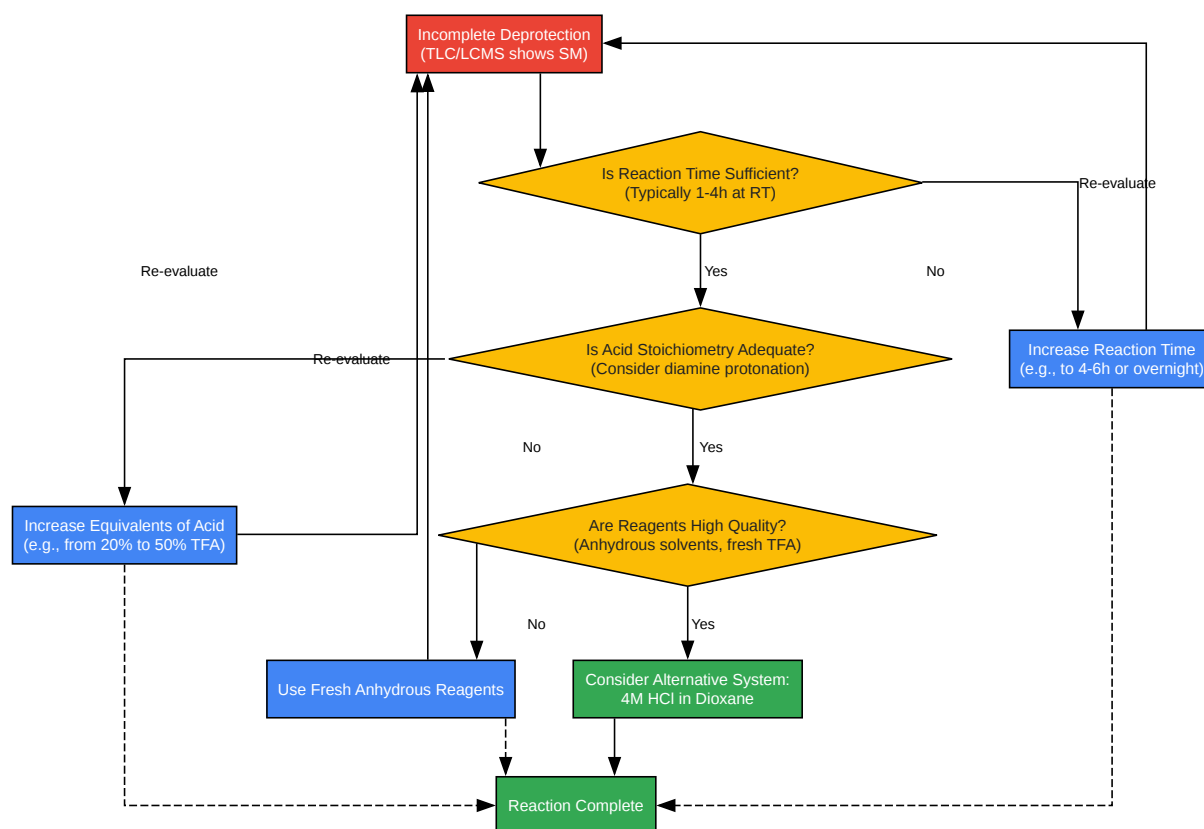 Incomplete Deprotection
(TLC/LCMS shows SM)
Is Reaction Time Sufficient?
(Typically 1-4h at RT)
Re-evaluate
Re-evaluate
Yes
No
Is Acid Stoichiometry Adequate?
(Consider diamine protonation)
Re-evaluate
Increase Reaction Time
(e.g., to 4-6h or overnight)
No
Yes
Increase Equivalents of Acid
(e.g., from 20% to 50% TFA)
Are Reagents High Quality?
(Anhydrous solvents, fresh TFA)
No
Yes
Use Fresh Anhydrous Reagents
Consider Alternative System:
4M HCl in Dioxane
Reaction Complete